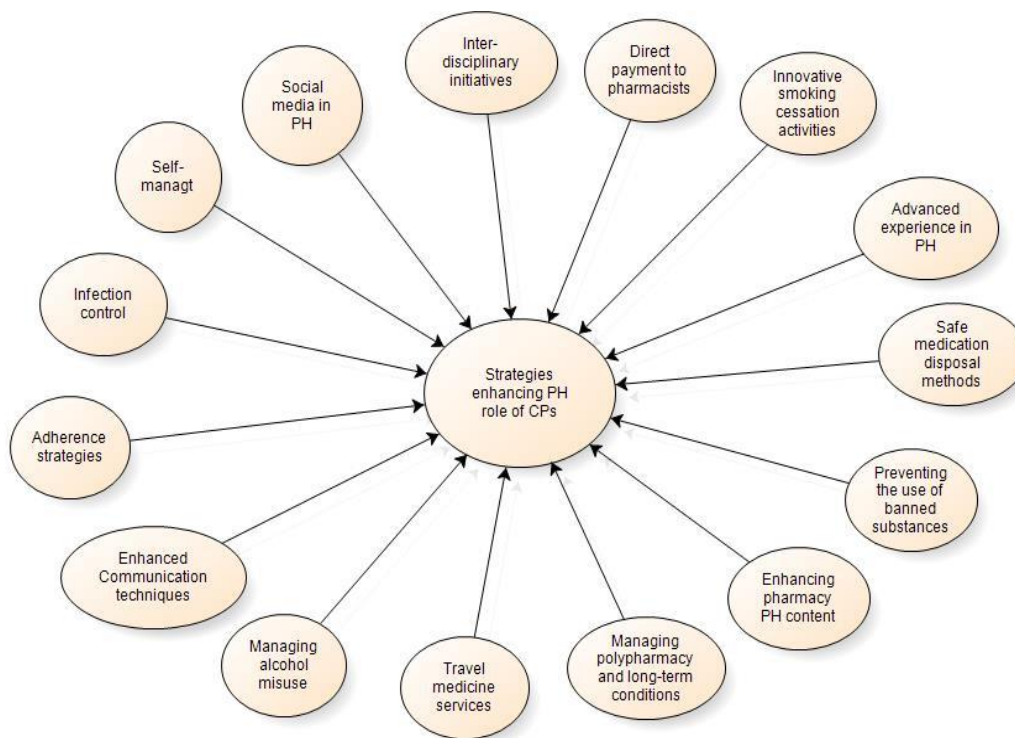 Inter-
disciplinary
initiatives
Direct
payment to
pharmacists
Innovative
smoking
cessation
activities
Social
media in
PH
Self-
managt
Advanced
experience in
PH
Infection
control
Safe
medication
disposal
methods
Strategies
enhancing PH
role of CPs
Adherence
strategies
Preventing
the use of
banned
substances
Enhanced
Communication
techniques
Enhancing
pharmacy
PH content
Managing
alcohol
misuse
Travel
medicine
services
Managing
polypharmacy
and long-term
conditions